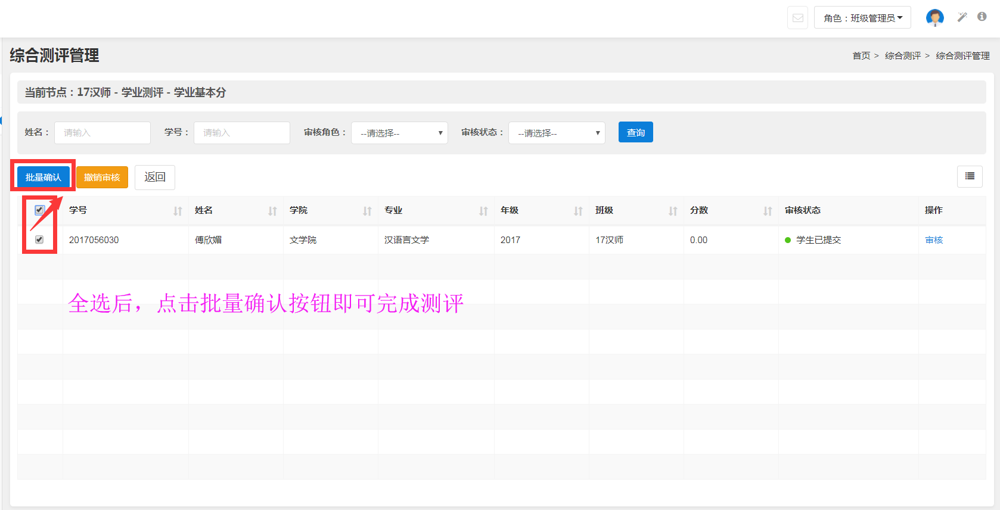 角色：班级管理员
综合测评管理
首页 > 综合测评 > 综合测评管理
当前节点：17汉师 - 学业测评 - 学业基本分
姓名： 请输入 学号： 请输入 审核角色： --请选择-- 审核状态： --请选择-- 查询
批量确认 撤销审核 返回
学号 姓名 学院 专业 年级 班级 分数 审核状态 操作
2017056030 傅欣媚 文学院 汉语言文学 2017 17汉师 0.00 学生已提交 审核
全选后，点击批量确认按钮即可完成测评